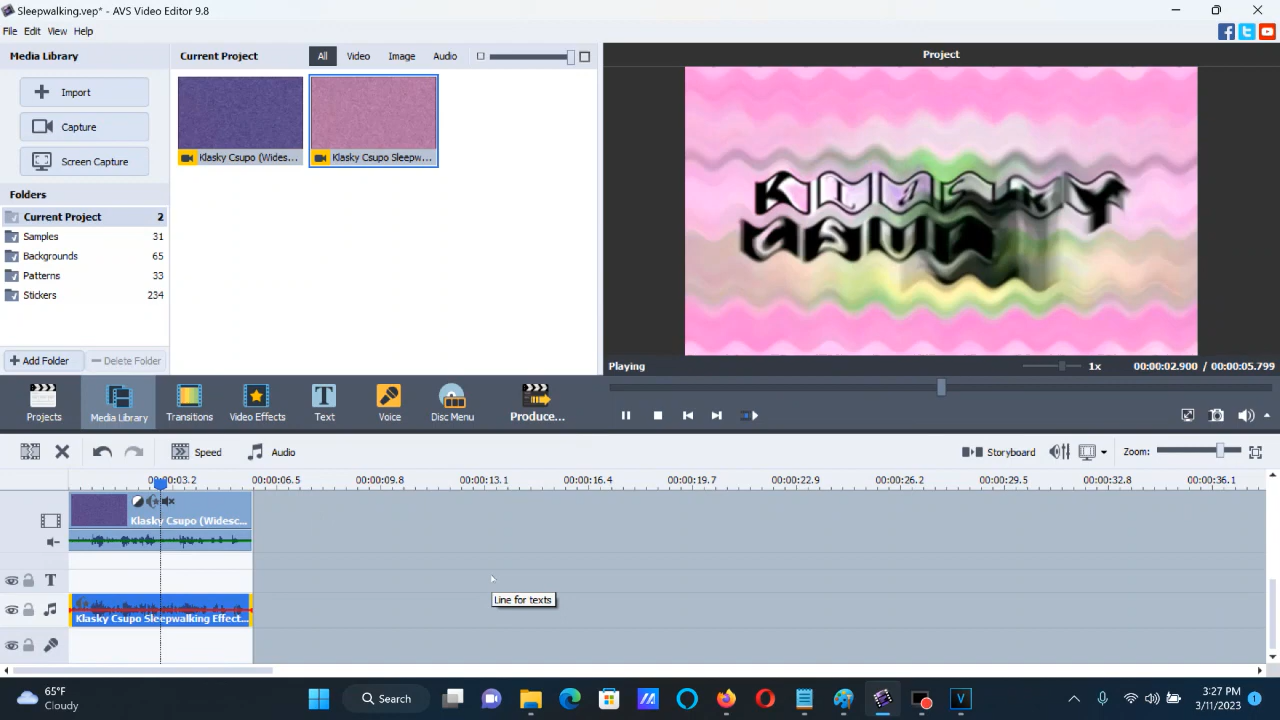 Sleepwalking.vep* - AVS Video Editor 9.8
File Edit View Help
Media Library
Current Project
All Video Image Audio
Project
Import
Capture
Screen Capture
Klasky Csupo (Wides...
Klasky Csupo Sleepw...
KLASKY
CSUP
Folders
Current Project 2
Samples 31
Backgrounds 65
Patterns 33
Stickers 234
Add Folder
Delete Folder
Playing
1x
00:00:02.900 / 00:00:05.799
Projects
Media Library
Transitions
Video Effects
Text
Voice
Disc Menu
Produce...
Speed
Audio
Storyboard
Zoom:
00:00:03.2 00:00:06.5 00:00:09.8 00:00:13.1 00:00:16.4 00:00:19.7 00:00:22.9 00:00:26.2 00:00:29.5 00:00:32.8 00:00:36.1
Klasky Csupo (Widesc...
T
Line for texts
Klasky Csupo Sleepwalking Effect...
65°F
Cloudy
Search
3:27 PM
3/11/2023
1